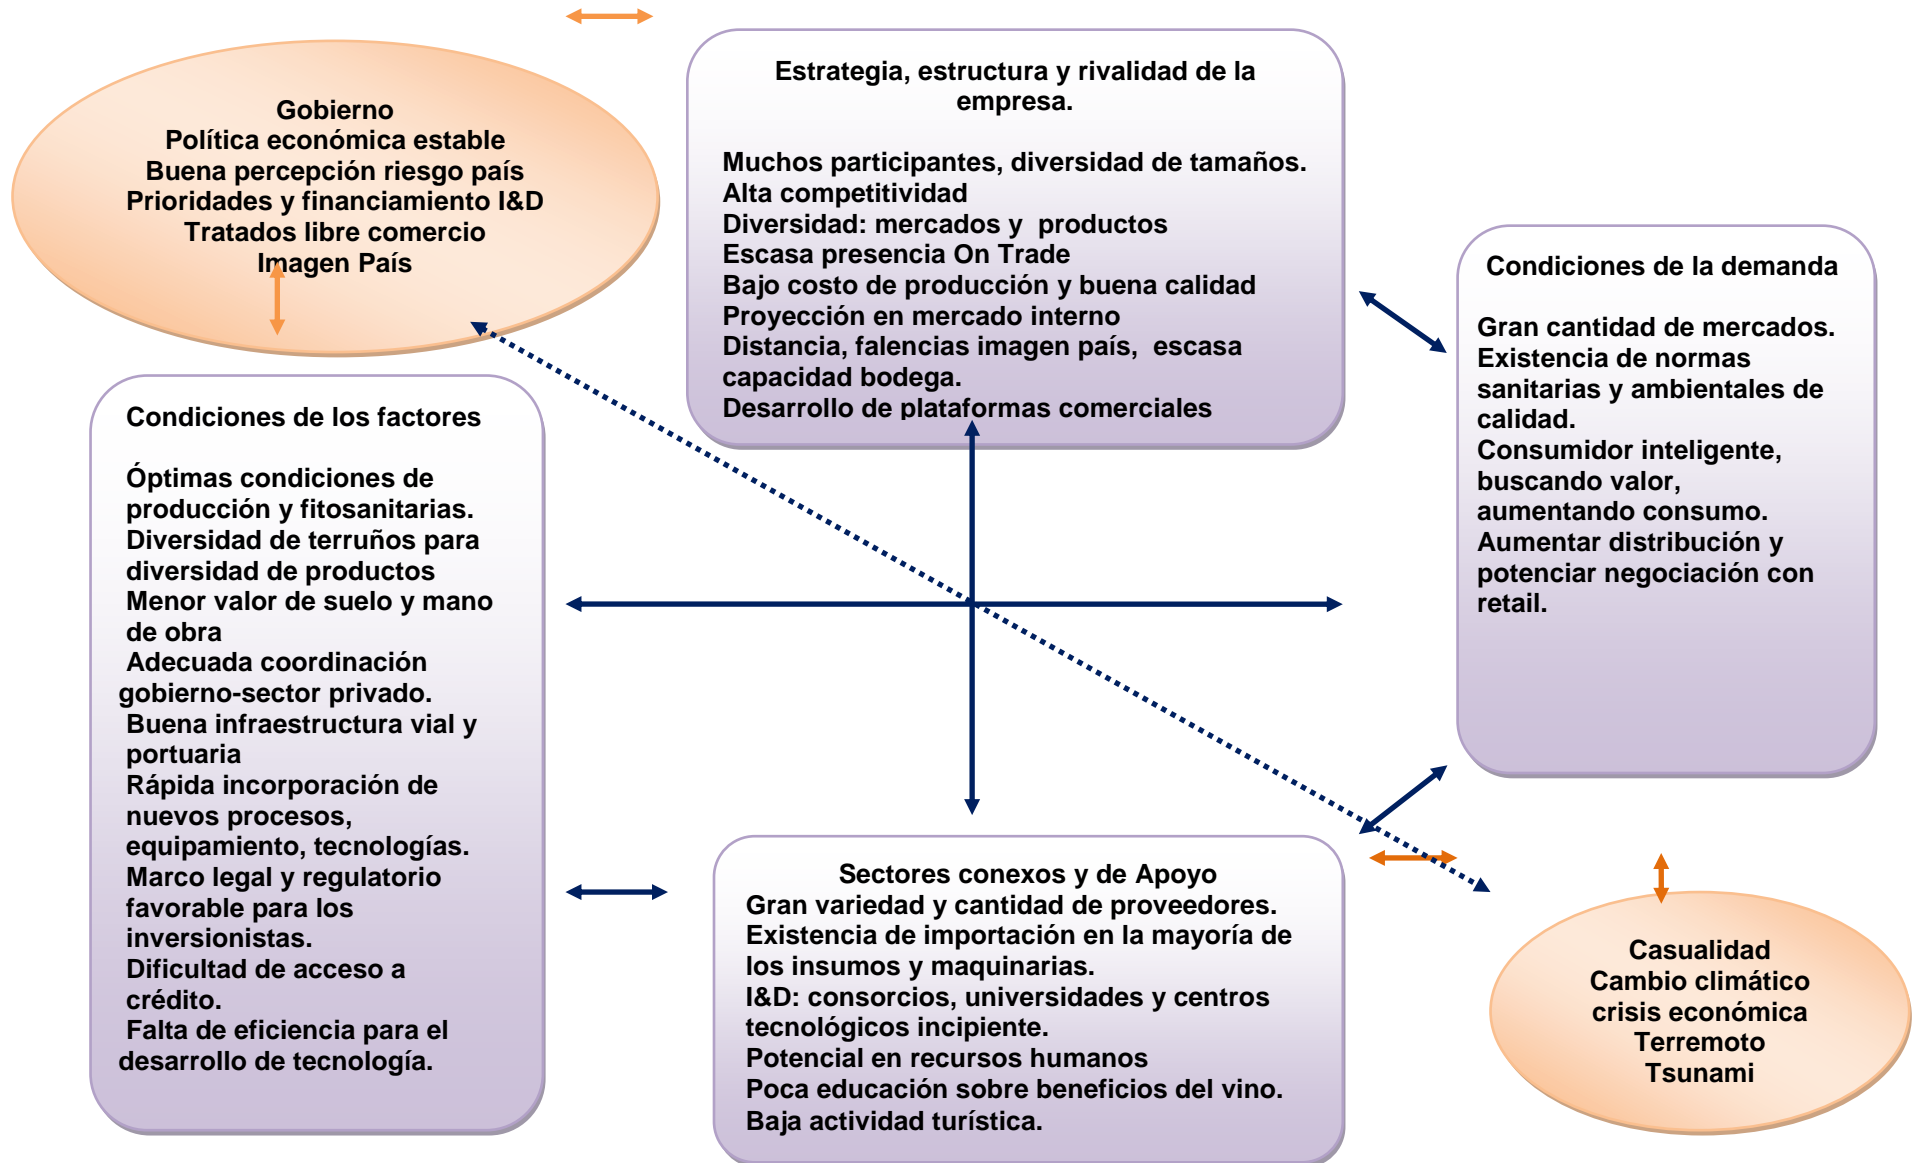 Gobierno
Política económica estable
Buena percepción riesgo país
Prioridades y financiamiento I&D
Tratados libre comercio
Imagen País
Estrategia, estructura y rivalidad de la
empresa.
Muchos participantes, diversidad de tamaños.
Alta competitividad
Diversidad: mercados y productos
Escasa presencia On Trade
Bajo costo de producción y buena calidad
Proyección en mercado interno
Distancia, falencias imagen país, escasa
capacidad bodega.
Desarrollo de plataformas comerciales
Condiciones de la demanda
Gran cantidad de mercados.
Existencia de normas
sanitarias y ambientales de
calidad.
Consumidor inteligente,
buscando valor,
aumentando consumo.
Aumentar distribución y
potenciar negociación con
retail.
Condiciones de los factores
Óptimas condiciones de
producción y fitosanitarias.
Diversidad de terruños para
diversidad de productos
Menor valor de suelo y mano
de obra
Adecuada coordinación
gobierno-sector privado.
Buena infraestructura vial y
portuaria
Rápida incorporación de
nuevos procesos,
equipamiento, tecnologías.
Marco legal y regulatorio
favorable para los
inversionistas.
Dificultad de acceso a
crédito.
Falta de eficiencia para el
desarrollo de tecnología.
Sectores conexos y de Apoyo
Gran variedad y cantidad de proveedores.
Existencia de importación en la mayoría de
los insumos y maquinarias.
I&D: consorcios, universidades y centros
tecnológicos incipiente.
Potencial en recursos humanos
Poca educación sobre beneficios del vino.
Baja actividad turística.
Casualidad
Cambio climático
crisis económica
Terremoto
Tsunami